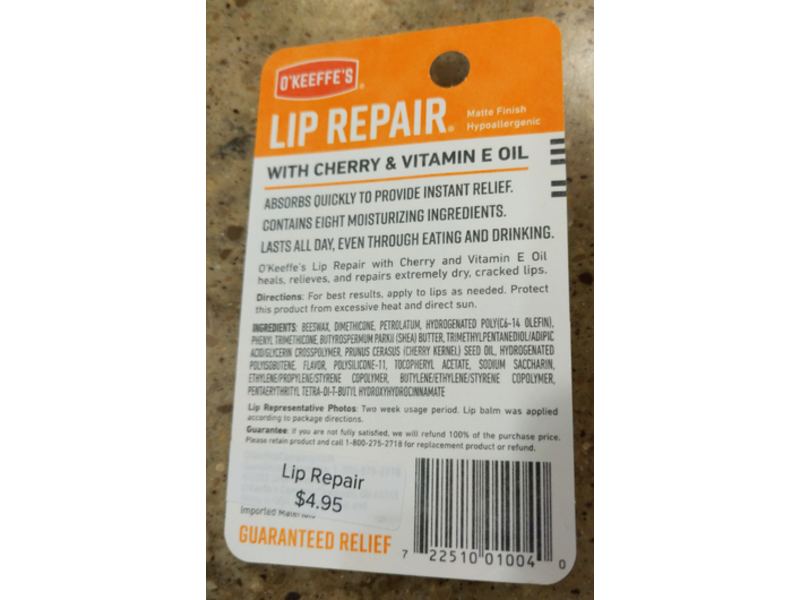 O'KEEFFE'S®
LIP REPAIR®
Matte Finish
Hypoallergenic
WITH CHERRY & VITAMIN E OIL
ABSORBS QUICKLY TO PROVIDE INSTANT RELIEF.
CONTAINS EIGHT MOISTURIZING INGREDIENTS.
LASTS ALL DAY, EVEN THROUGH EATING AND DRINKING.
O'Keeffe's Lip Repair with Cherry and Vitamin E Oil
heals, relieves, and repairs extremely dry, cracked lips.
Directions: For best results, apply to lips as needed. Protect
this product from excessive heat and direct sun.
INGREDIENTS: BEESWAX, DIMETHICONE, PETROLATUM, HYDROGENATED POLY(C6-14 OLEFIN),
PHENYL TRIMETHICONE, BUTYROSPERMUM PARKII (SHEA) BUTTER, TRIMETHYLPENTANEDIOL/ADIPIC
ACID/GLYCERIN CROSSPOLYMER, PRUNUS CERASUS (CHERRY KERNEL) SEED OIL, HYDROGENATED
POLYISOBUTENE, FLAVOR, POLYSILICONE-11, TOCOPHERYL ACETATE, SODIUM SACCHARIN,
ETHYLENE/PROPYLENE/STYRENE COPOLYMER, BUTYLENE/ETHYLENE/STYRENE COPOLYMER,
PENTAERYTHRITYL TETRA-DI-T-BUTYL HYDROXYHYDROCINNAMATE
Lip Representative Photos: Two week usage period. Lip balm was applied
according to package directions.
Guarantee: If you are not fully satisfied, we will refund 100% of the purchase price.
Please retain product and call 1-800-275-2718 for replacement product or refund.
Lip Repair
$4.95
Imported
GUARANTEED RELIEF
7 22510 01004 0